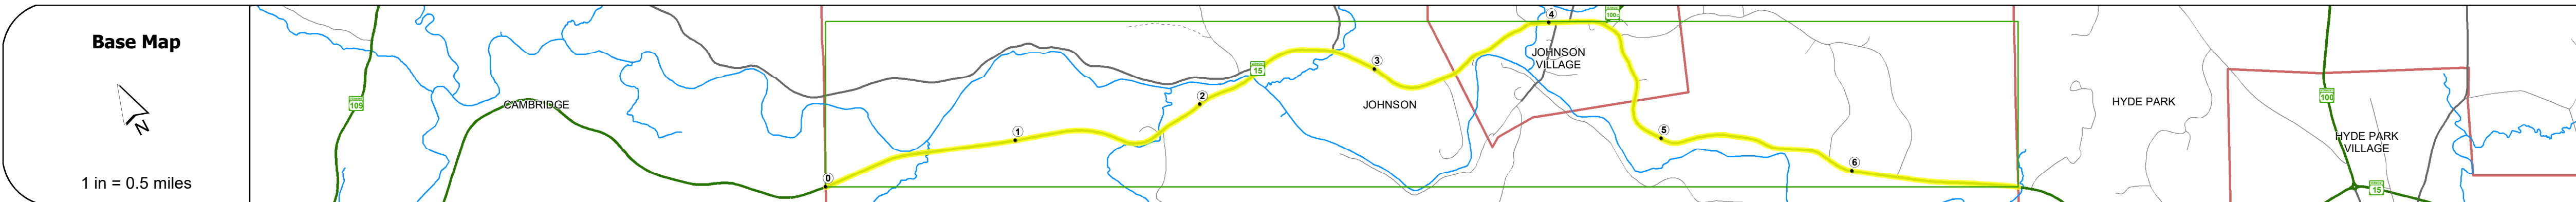 Base Map
N
1 in = 0.5 miles
109
CAMBRIDGE
0
1
2
15
3
JOHNSON
4
100C
JOHNSON
VILLAGE
5
6
HYDE PARK
100
HYDE PARK
VILLAGE
15